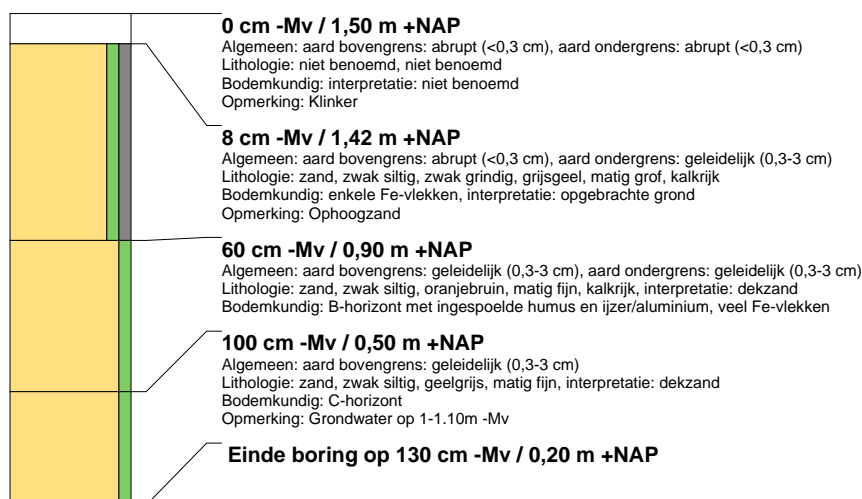 0 cm -Mv / 1,50 m +NAP
Algemeen: aard bovengrens: abrupt (<0,3 cm), aard ondergrens: abrupt (<0,3 cm)
Lithologie: niet benoemd, niet benoemd
Bodemkundig: interpretatie: niet benoemd
Opmerking: Klinker
8 cm -Mv / 1,42 m +NAP
Algemeen: aard bovengrens: abrupt (<0,3 cm), aard ondergrens: geleidelijk (0,3-3 cm)
Lithologie: zand, zwak siltig, zwak grindig, grijsgeel, matig grof, kalkrijk
Bodemkundig: enkele Fe-vlekken, interpretatie: opgebrachte grond
Opmerking: Ophoogzand
60 cm -Mv / 0,90 m +NAP
Algemeen: aard bovengrens: geleidelijk (0,3-3 cm), aard ondergrens: geleidelijk (0,3-3 cm)
Lithologie: zand, zwak siltig, oranjebruin, matig fijn, kalkrijk, interpretatie: dekzand
Bodemkundig: B-horizont met ingespoelde humus en ijzer/aluminium, veel Fe-vlekken
100 cm -Mv / 0,50 m +NAP
Algemeen: aard bovengrens: geleidelijk (0,3-3 cm)
Lithologie: zand, zwak siltig, geelgrijs, matig fijn, interpretatie: dekzand
Bodemkundig: C-horizont
Opmerking: Grondwater op 1-1.10m -Mv
Einde boring op 130 cm -Mv / 0,20 m +NAP